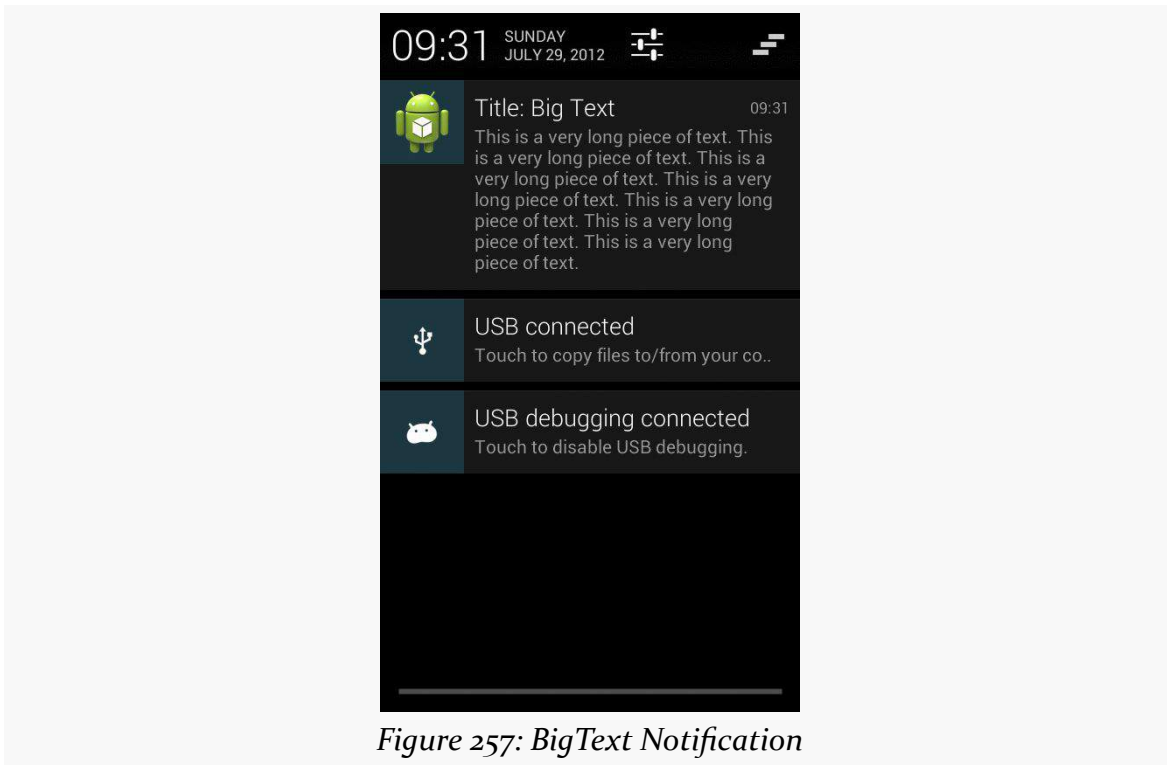 09:31 SUNDAY
JULY 29, 2012
Title: Big Text 09:31
This is a very long piece of text. This
is a very long piece of text. This is a
very long piece of text. This is a very
long piece of text. This is a very long
piece of text. This is a very long
piece of text. This is a very long
piece of text.
USB connected
Touch to copy files to/from your co..
USB debugging connected
Touch to disable USB debugging.
Figure 257: BigText Notification